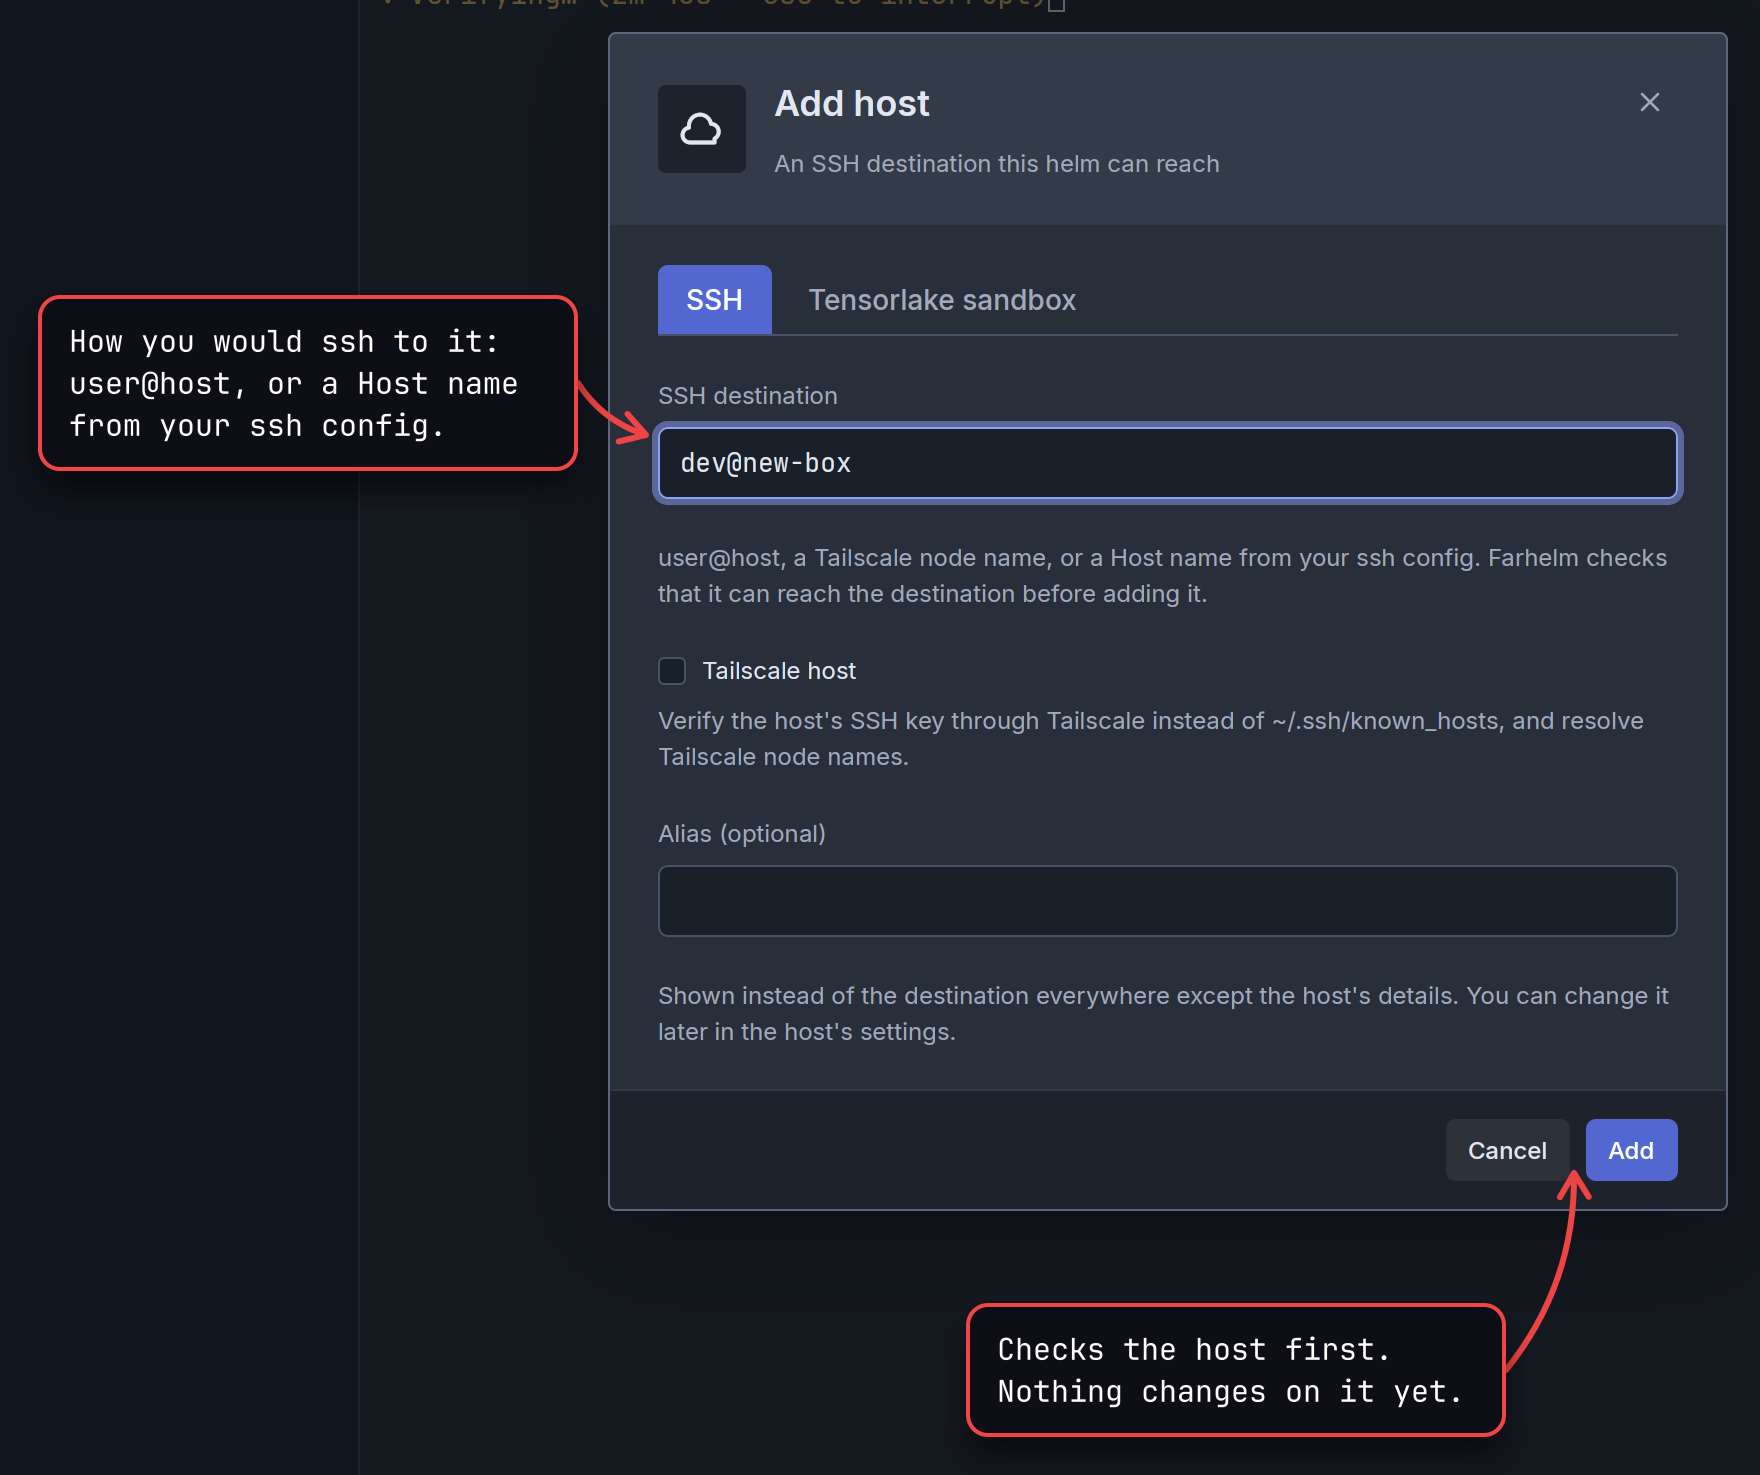 Add host
An SSH destination this helm can reach
SSH
Tensorlake sandbox
How you would ssh to it:
user@host, or a Host name
from your ssh config.
SSH destination
dev@new-box
user@host, a Tailscale node name, or a Host name from your ssh config. Farhelm checks
that it can reach the destination before adding it.
Tailscale host
Verify the host's SSH key through Tailscale instead of ~/.ssh/known_hosts, and resolve
Tailscale node names.
Alias (optional)
Shown instead of the destination everywhere except the host's details. You can change it
later in the host's settings.
Cancel
Add
Checks the host first.
Nothing changes on it yet.